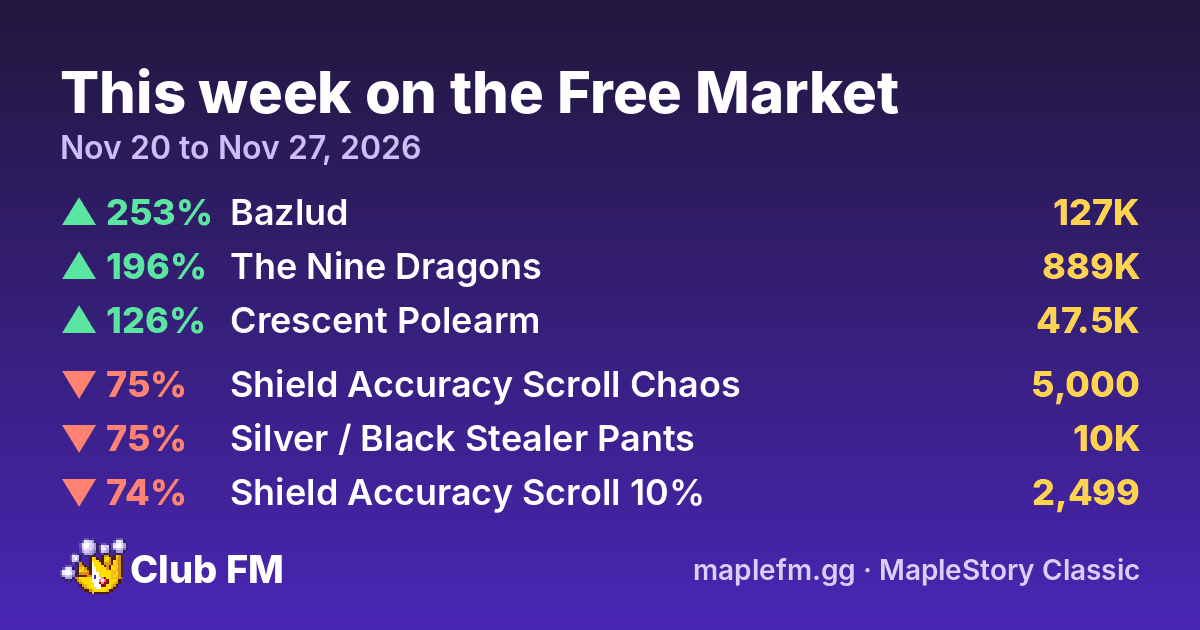 This week on the Free Market
Nov 20 to Nov 27, 2026
▲ 253% Bazlud 127K
▲ 196% The Nine Dragons 889K
▲ 126% Crescent Polearm 47.5K
▼ 75% Shield Accuracy Scroll Chaos 5,000
▼ 75% Silver / Black Stealer Pants 10K
▼ 74% Shield Accuracy Scroll 10% 2,499
Club FM
maplefm.gg · MapleStory Classic